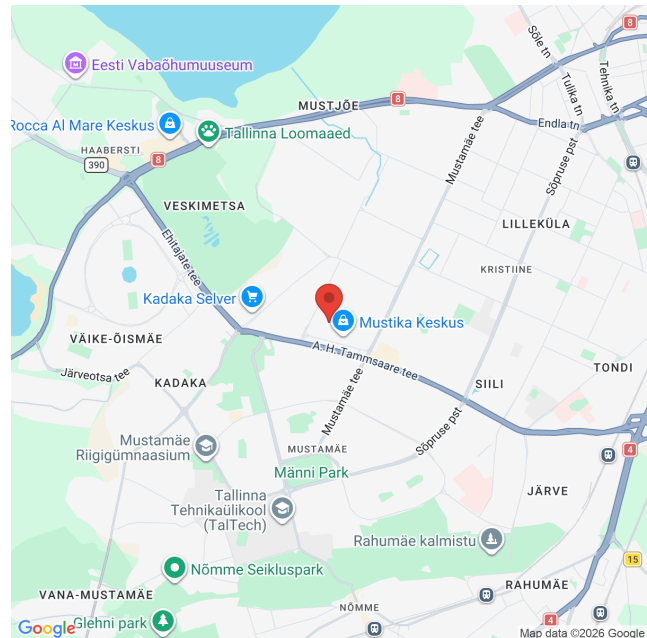 Eesti Vabaõhumuuseum
Sõle tn
8
Tehnika tn
Tulika tn
MUSTJÕE
8
Endla tn
Rocca Al Mare Keskus
Tallinna Loomaaed
HAABERSTI
8
390
Mustamäe tee
Sõpruse pst.
VESKIMETSA
LILLEKÜLA
Ehitajate tee
KRISTIINE
Kadaka Selver
Mustika Keskus
VÄIKE-ÕISMÄE
A. H. Tammsaare tee
Järveotsa tee
KADAKA
TONDI
SIILI
Mustamäe tee
Sõpruse pst.
Mustamäe
Riigigümnaasium
MUSTAMÄE
4
Männi Park
Tallinna
Tehnikaülikool
(TalTech)
JÄRVE
Rahumäe kalmistu
15
Nõmme Seikluspark
RAHUMÄE
VANA-MUSTAMÄE
NÕMME
Glehni park
4
Google
Map data ©2026 Google